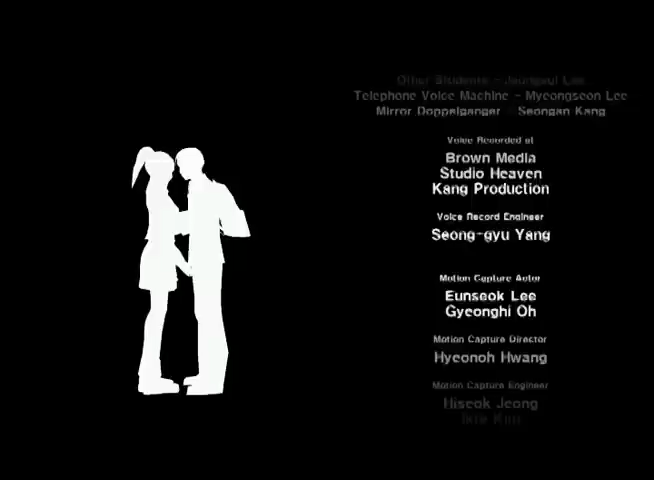 Other Students - Jeongsul Lee
Telephone Voice Machine - Myeongseon Lee
Mirror Doppelganger - Seongan Kang
Voice Recorded at
Brown Media
Studio Heaven
Kang Production
Voice Record Engineer
Seong-gyu Yang
Motion Capture Actor
Eunseok Lee
Gyeonghi Oh
Motion Capture Director
Hyeonoh Hwang
Motion Capture Engineer
Hiseok Jeong